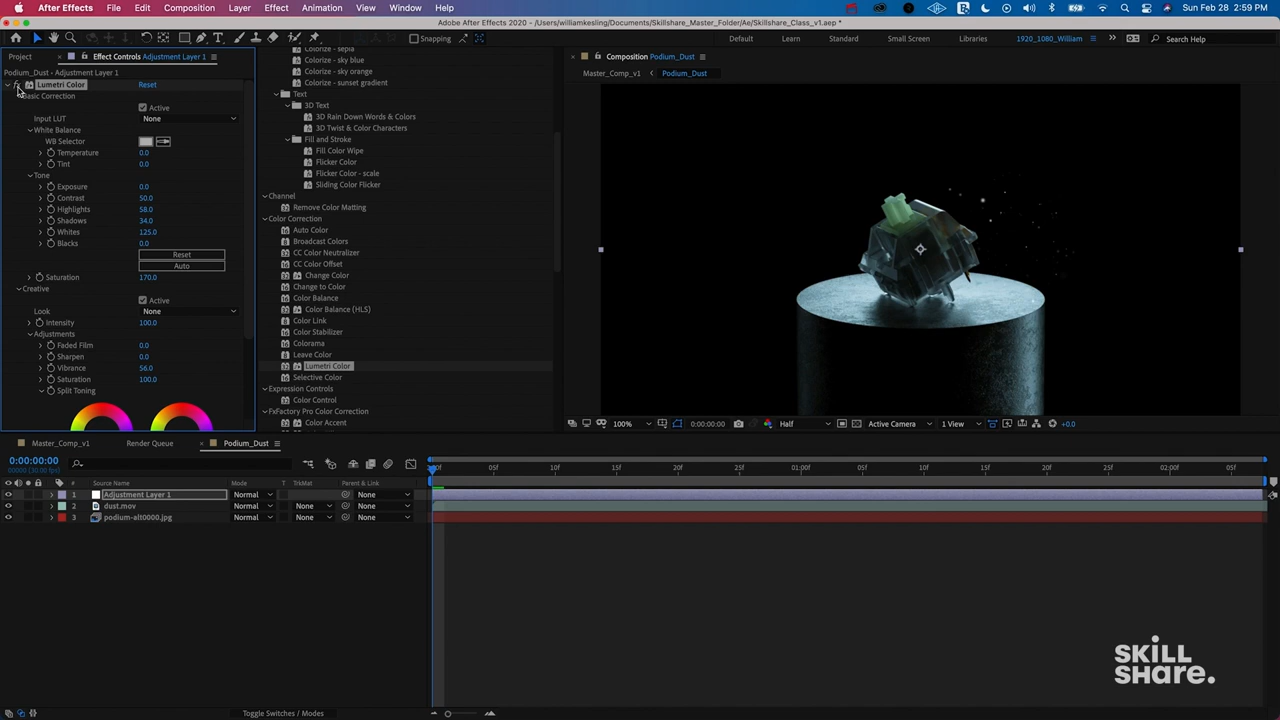 After Effects File Edit Composition Layer Effect Animation View Window Help Sun Feb 28 2:59 PM
Adobe After Effects 2020 - /Users/williamkesling/Documents/Skillshare_Master_Folder/Ae/Skillshare_Class_v1.aep *
Snapping Default Learn Standard Small Screen Libraries 1920_1080_William Search Help
Project Effect Controls Adjustment Layer 1
Podium_Dust • Adjustment Layer 1
fx Lumetri Color Reset
Basic Correction
Active
Input LUT None
White Balance
WB Selector
Temperature 0.0
Tint 0.0
Tone
Exposure 0.0
Contrast 50.0
Highlights 58.0
Shadows 34.0
Whites 125.0
Blacks 0.0
Reset
Auto
Saturation 170.0
Creative
Active
Look None
Intensity 100.0
Adjustments
Faded Film 0.0
Sharpen 0.0
Vibrance 56.0
Saturation 100.0
Split Toning
Colorize - sepia
Colorize - sky blue
Colorize - sky orange
Colorize - sunset gradient
Text
3D Text
3D Rain Down Words & Colors
3D Twist & Color Characters
Fill and Stroke
Fill Color Wipe
Flicker Color
Flicker Color - scale
Sliding Color Flicker
Channel
Remove Color Matting
Color Correction
Auto Color
Broadcast Colors
CC Color Neutralizer
CC Color Offset
Change Color
Change to Color
Color Balance
Color Balance (HLS)
Color Link
Color Stabilizer
Colorama
Leave Color
Lumetri Color
Selective Color
Expression Controls
Color Control
FxFactory Pro Color Correction
Color Accent
Composition Podium_Dust
Master_Comp_v1 Podium_Dust
100% 0:00:00:00 Half Active Camera 1 View +0.0
Master_Comp_v1 Render Queue Podium_Dust
0:00:00:00
00000 (30.00 fps)
:00f 05f 10f 15f 20f 25f 01:00f 05f 10f 15f 20f 25f 02:00f 05f
# Source Name Mode T TrkMat Parent & Link
1 Adjustment Layer 1 Normal None
2 dust.mov Normal None None
3 podium-alt0000.jpg Normal None None
Toggle Switches / Modes
SKILL
SHARE.